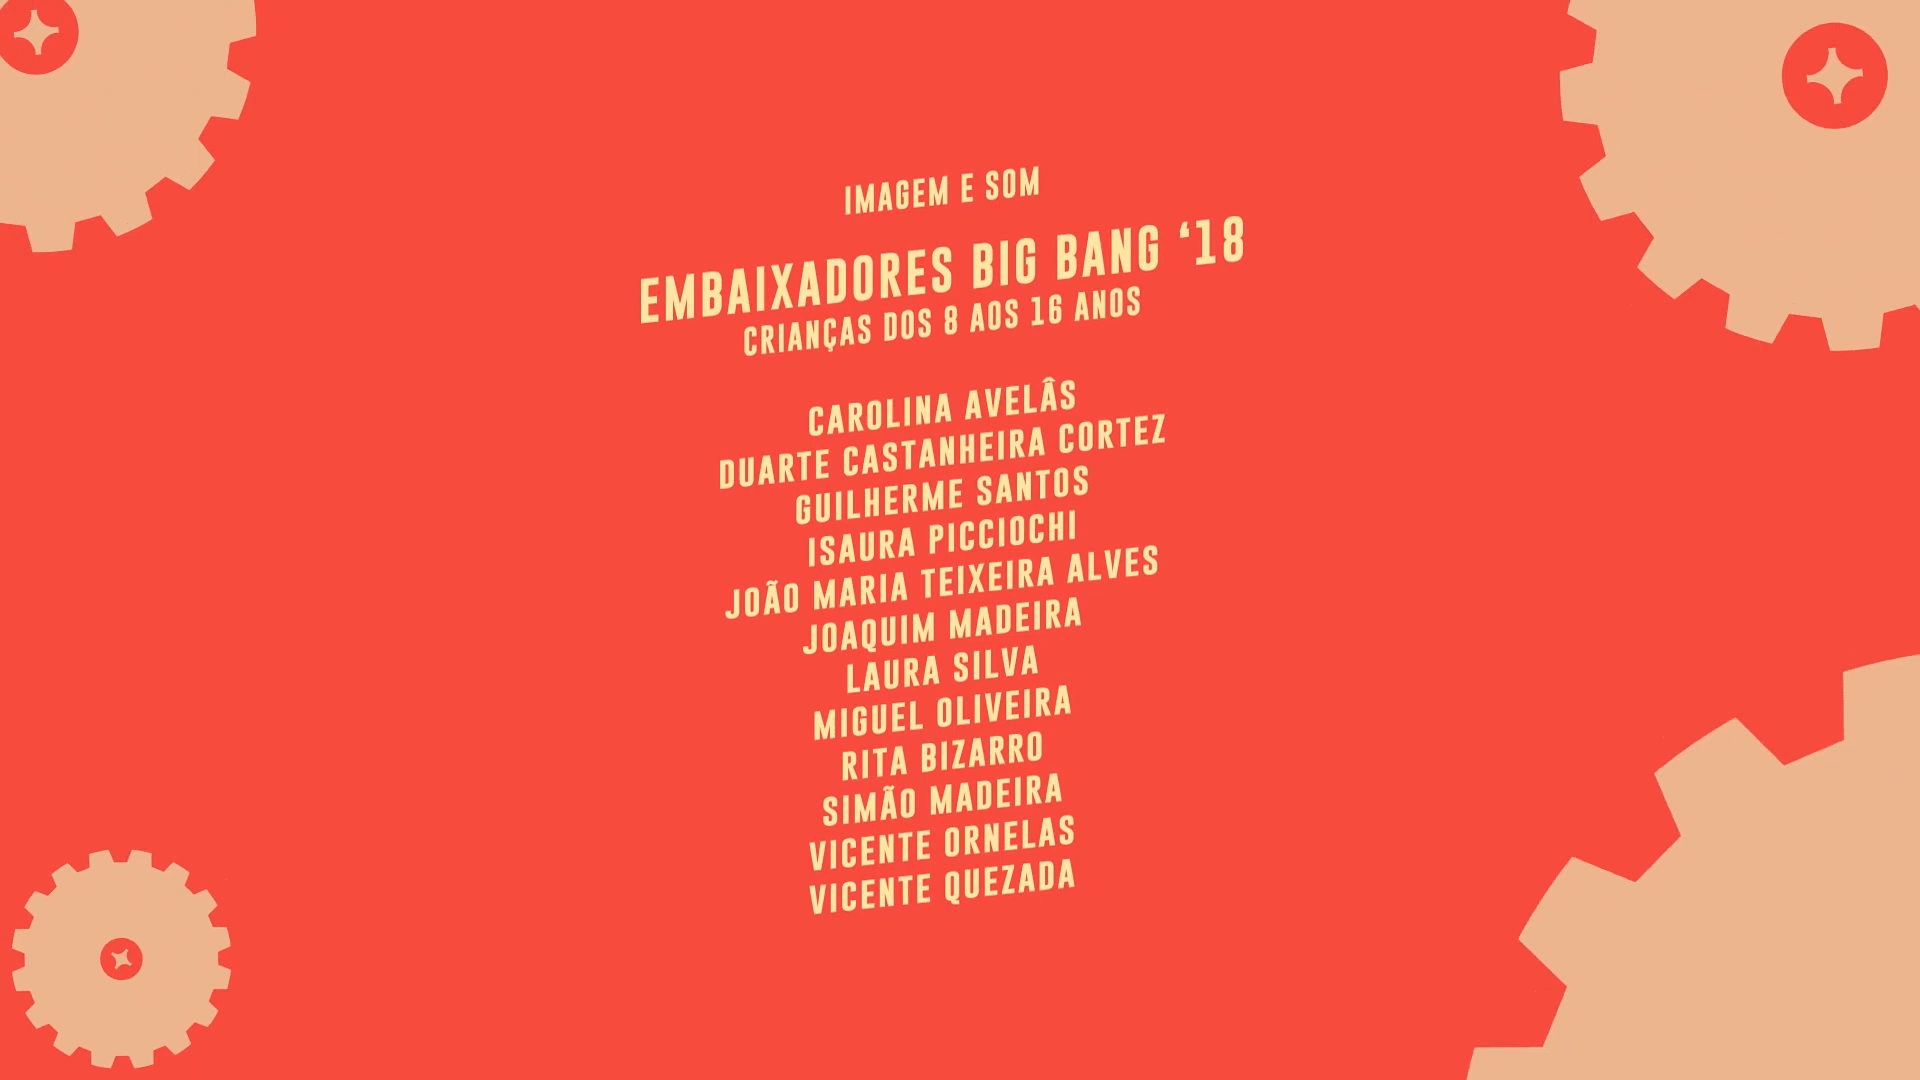 IMAGEM E SOM
EMBAIXADORES BIG BANG ‘18
CRIANÇAS DOS 8 AOS 16 ANOS
CAROLINA AVELÂS
DUARTE CASTANHEIRA CORTEZ
GUILHERME SANTOS
ISAURA PICCIOCHI
JOÃO MARIA TEIXEIRA ALVES
JOAQUIM MADEIRA
LAURA SILVA
MIGUEL OLIVEIRA
RITA BIZARRO
SIMÃO MADEIRA
VICENTE ORNELAS
VICENTE QUEZADA